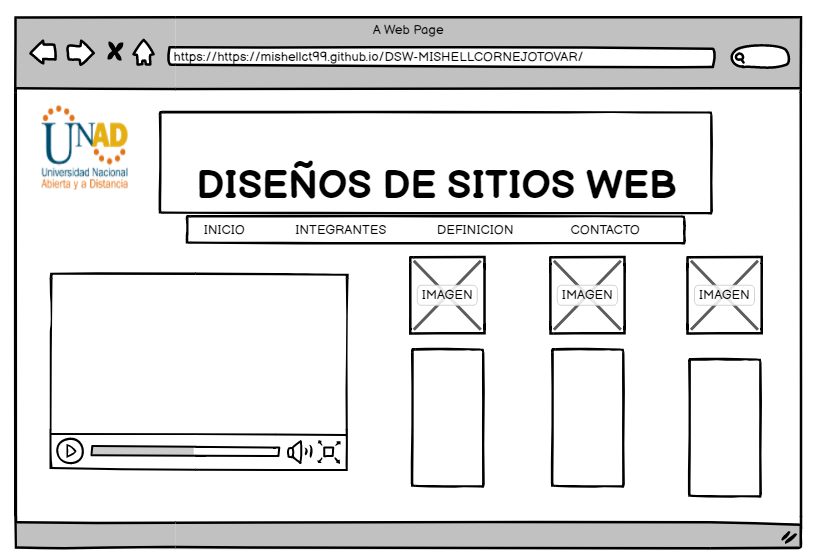 A Web Page
https://https://mishellct99.github.io/DSW-MISHELLCORNEJOTOVAR/
UNAD
Universidad Nacional
Abierta y a Distancia
DISEÑOS DE SITIOS WEB
INICIO INTEGRANTES DEFINICION CONTACTO
IMAGEN IMAGEN IMAGEN